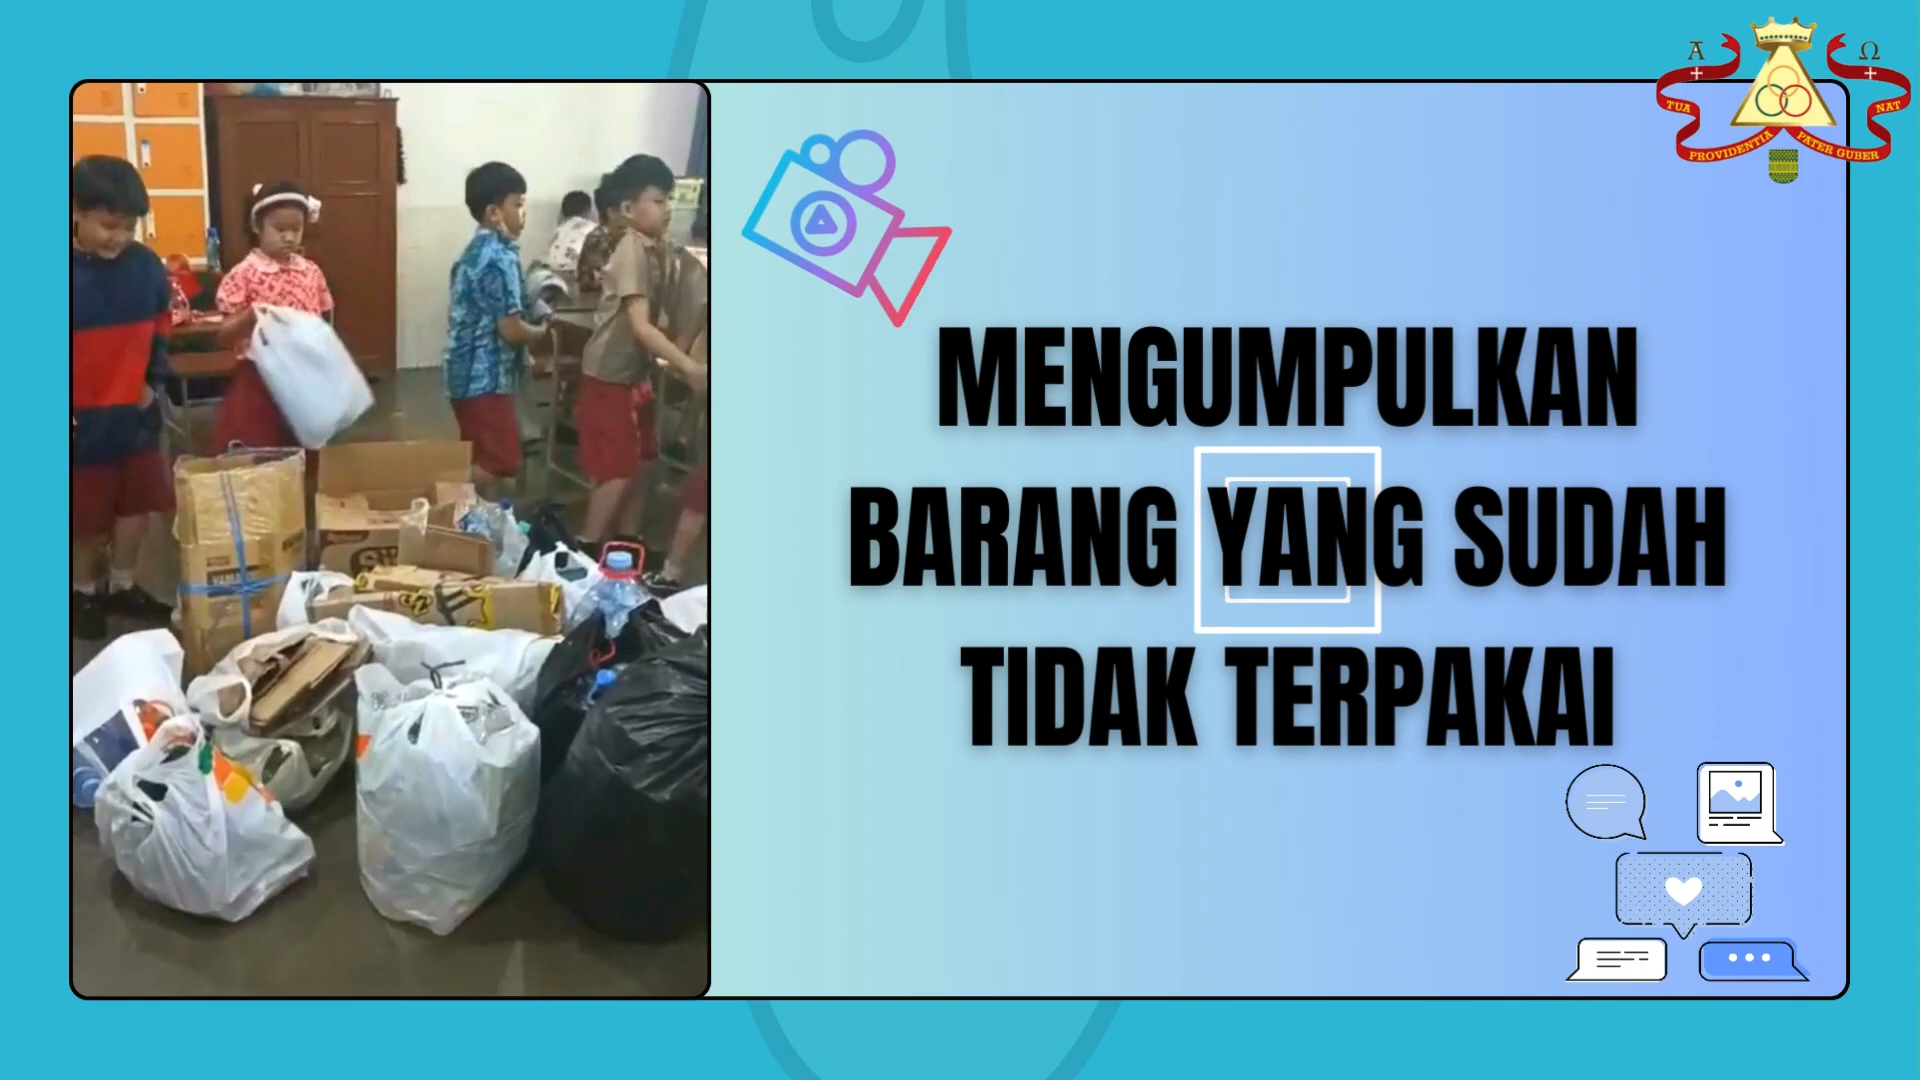 Α Ω
TUA NAT
PROVIDENTIA PATER GUBER
MENGUMPULKAN
BARANG YANG SUDAH
TIDAK TERPAKAI